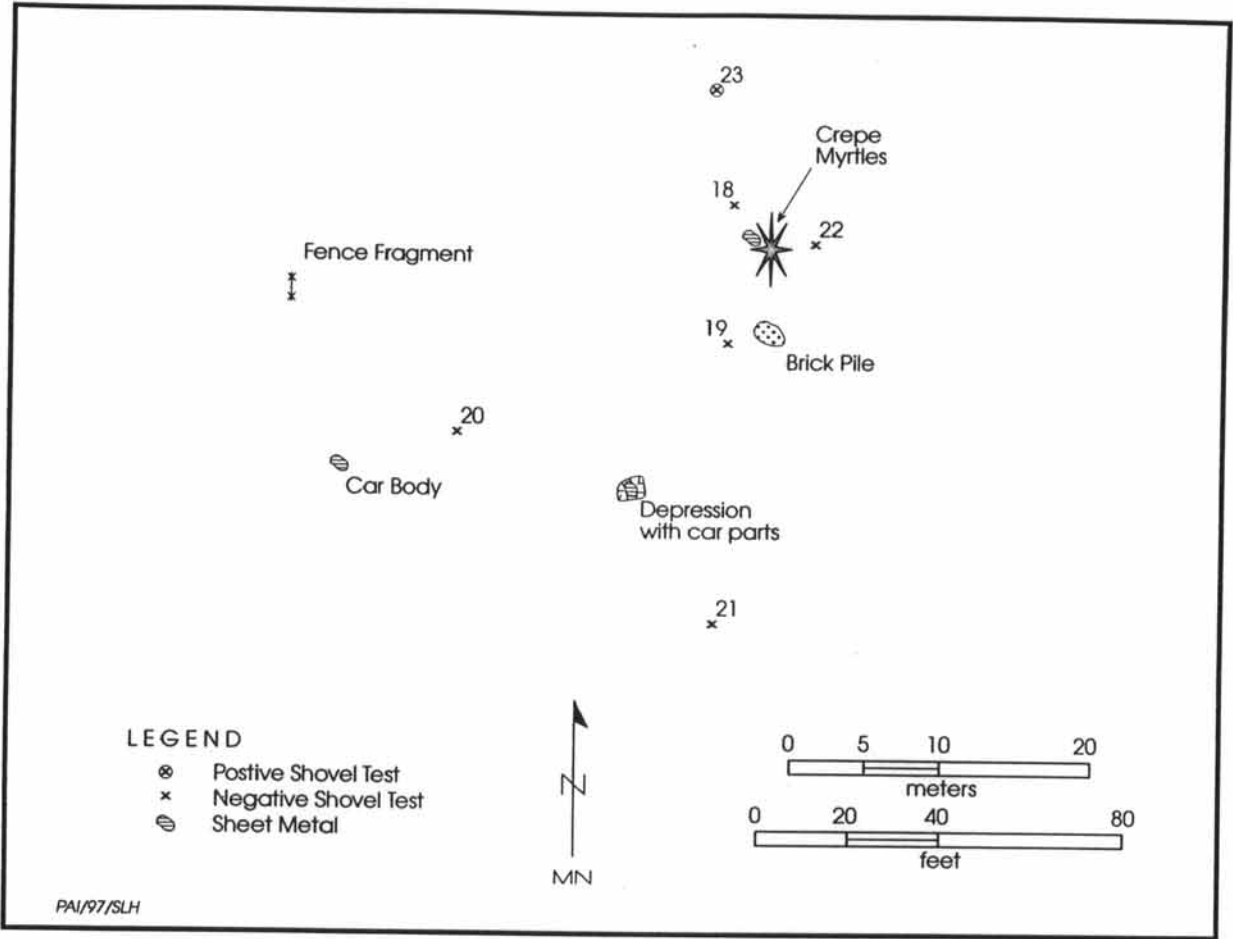 23
Crepe
Myrtles
18
22
Fence Fragment
19
Brick Pile
20
Car Body
Depression
with car parts
21
LEGEND
Postive Shovel Test
Negative Shovel Test
Sheet Metal
N
MN
0 5 10 20
meters
0 20 40 80
feet
PAI/97/SLH